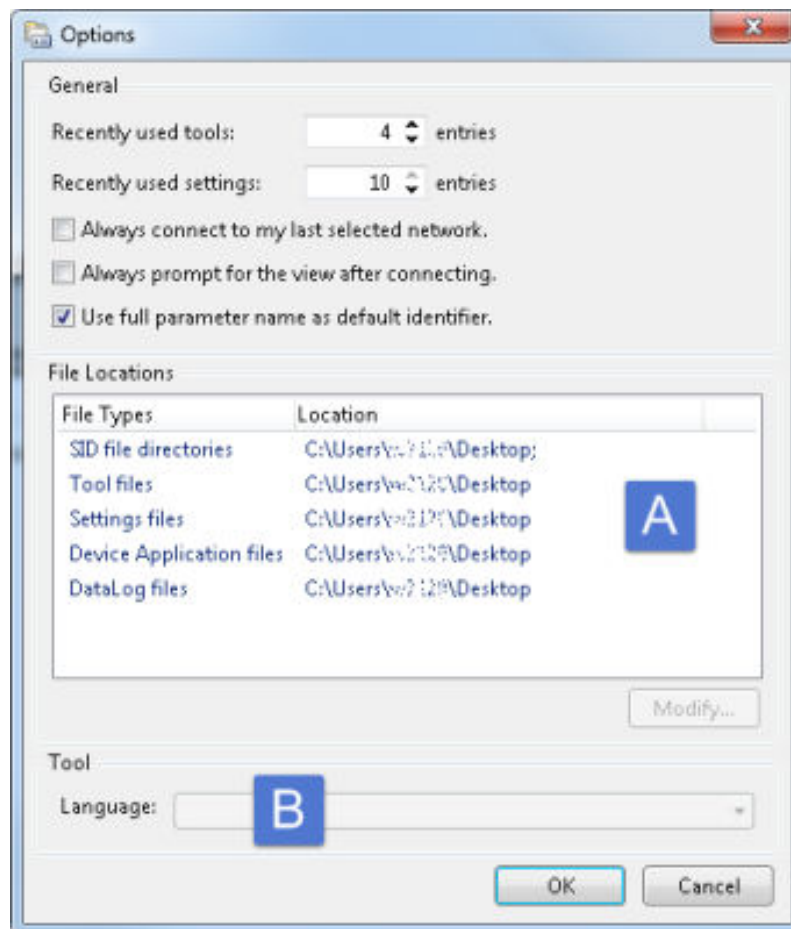 Options
General
Recently used tools: 4 entries
Recently used settings: 10 entries
Always connect to my last selected network.
Always prompt for the view after connecting.
Use full parameter name as default identifier.
File Locations
File Types Location
SID file directories C:\Users\ \Desktop;
Tool files C:\Users\ \Desktop
Settings files C:\Users\ \Desktop
Device Application files C:\Users\ \Desktop
DataLog files C:\Users\ \Desktop
A
Modify...
Tool
Language:
B
OK Cancel